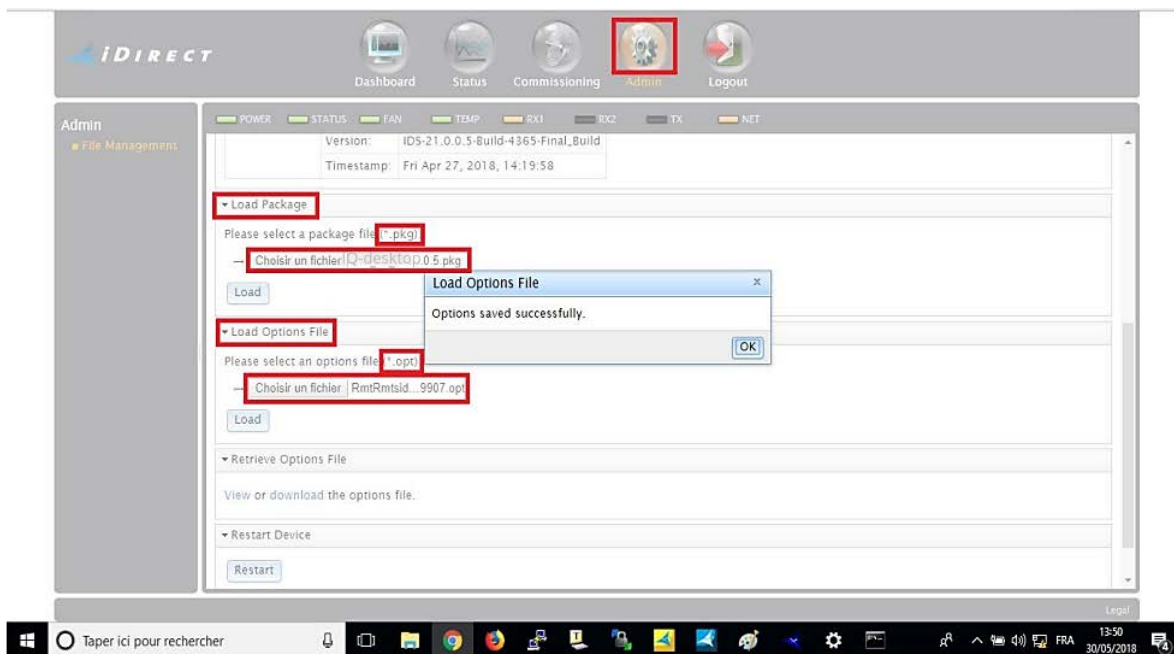 iDIRECT
Dashboard Status Commissioning Admin Logout
Admin
File Management
POWER STATUS FAN TEMP RX1 RX2 TX NET
Version: IDS-21.0.0.5-Build-4365-Final_Build
Timestamp: Fri Apr 27, 2018, 14:19:58
Load Package
Please select a package file (*.pkg)
Choisir un fichier IQ-desktop 0.5.pkg
Load
Load Options File
Options saved successfully.
OK
Load Options File
Please select an options file (*.opt)
Choisir un fichier RmtRmtsid...9907.opt
Load
Retrieve Options File
View or download the options file.
Restart Device
Restart
Legal
Taper ici pour rechercher
FRA
13:50
30/05/2018